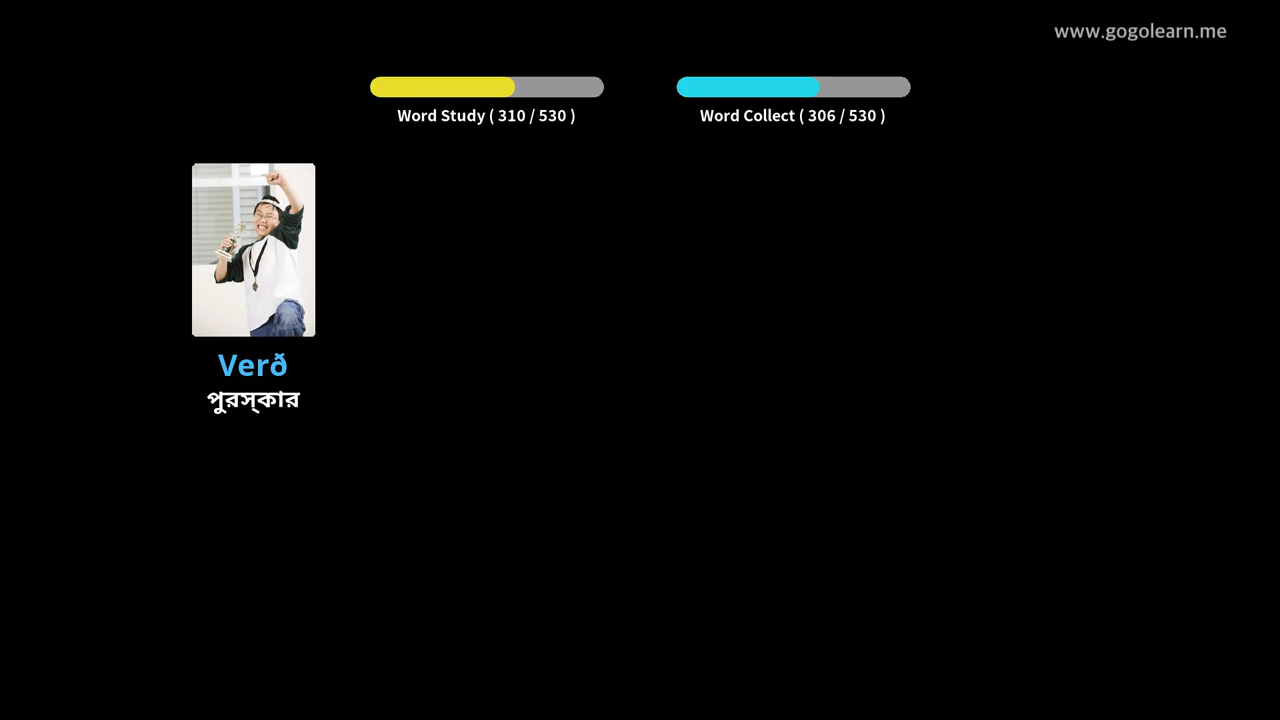 www.gogolearn.me
Word Study ( 310 / 530 )
Word Collect ( 306 / 530 )
Verð
পুরস্‌কার